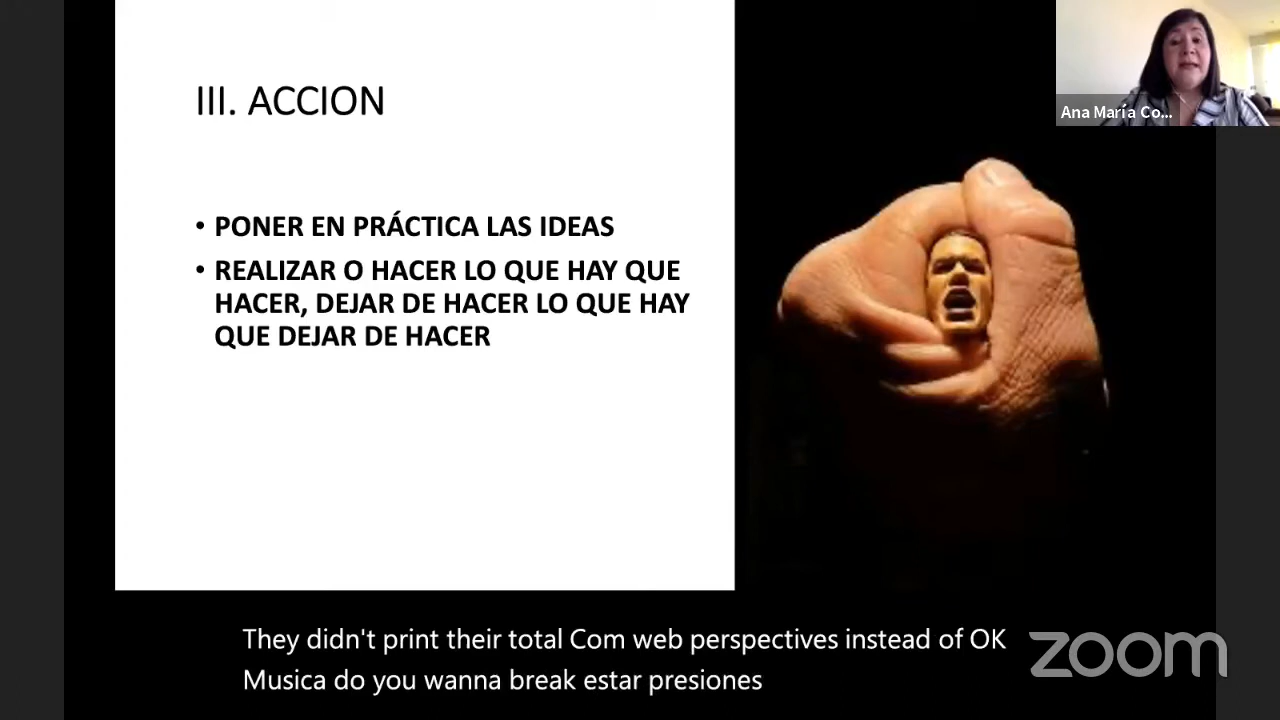 Ana María Co...
III. ACCION
• PONER EN PRÁCTICA LAS IDEAS
• REALIZAR O HACER LO QUE HAY QUE
HACER, DEJAR DE HACER LO QUE HAY
QUE DEJAR DE HACER
They didn't print their total Com web perspectives instead of OK
Musica do you wanna break estar presiones
zoom